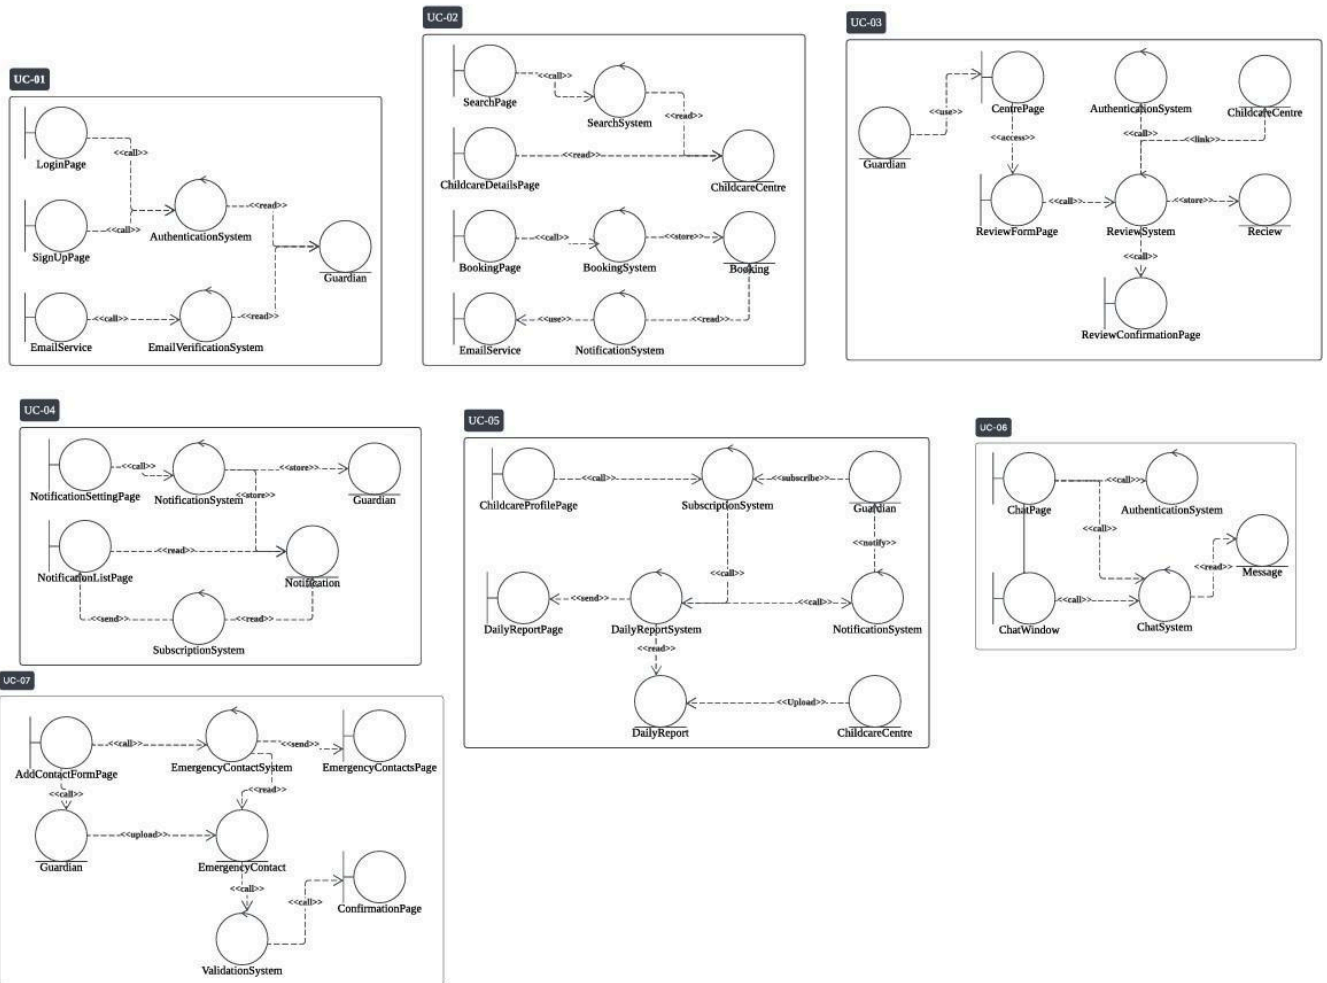 UC-01
LoginPage
<<call>>
AuthenticationSystem
<<read>>
SignUpPage
<<call>>
Guardian
EmailService
<<call>>
EmailVerificationSystem
<<read>>
UC-02
SearchPage
<<call>>
SearchSystem
<<read>>
ChildcareDetailsPage
<<read>>
ChildcareCentre
BookingPage
<<call>>
BookingSystem
<<store>>
Booking
EmailService
<<use>>
NotificationSystem
<<read>>
UC-03
Guardian
<<use>>
CentrePage
AuthenticationSystem
ChildcareCentre
<<access>>
<<call>>
<<link>>
ReviewFormPage
<<call>>
ReviewSystem
<<store>>
Reciew
<<call>>
ReviewConfirmationPage
UC-04
NotificationSettingPage
<<call>>
NotificationSystem
<<store>>
Guardian
<<store>>
NotificationListPage
<<read>>
Notification
<<send>>
SubscriptionSystem
<<read>>
UC-05
ChildcareProfilePage
<<call>>
SubscriptionSystem
<<subscribe>>
Guardian
<<notify>>
<<call>>
DailyReportPage
<<send>>
DailyReportSystem
<<call>>
NotificationSystem
<<read>>
DailyReport
<<Upload>>
ChildcareCentre
UC-06
ChatPage
<<call>>
AuthenticationSystem
<<call>>
Message
<<read>>
ChatWindow
<<call>>
ChatSystem
UC-07
AddContactFormPage
<<call>>
EmergencyContactSystem
<<send>>
EmergencyContactsPage
<<call>>
<<read>>
Guardian
<<upload>>
EmergencyContact
<<call>>
<<call>>
ConfirmationPage
ValidationSystem